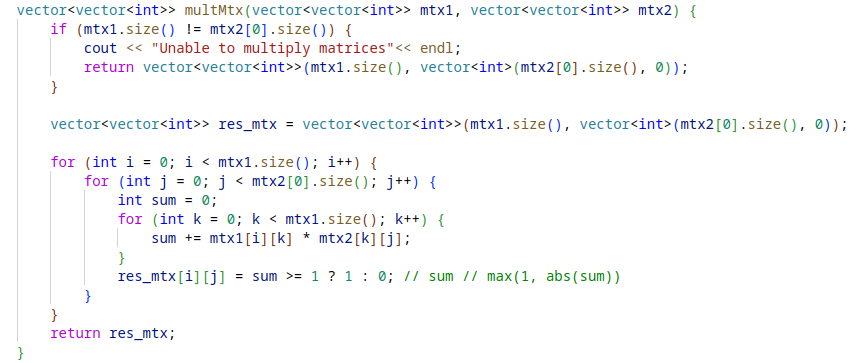 vector<vector<int>> multMtx(vector<vector<int>> mtx1, vector<vector<int>> mtx2) {
    if (mtx1.size() != mtx2[0].size()) {
        cout << "Unable to multiply matrices"<< endl;
        return vector<vector<int>>(mtx1.size(), vector<int>(mtx2[0].size(), 0));
    }
    vector<vector<int>> res_mtx = vector<vector<int>>(mtx1.size(), vector<int>(mtx2[0].size(), 0));
    for (int i = 0; i < mtx1.size(); i++) {
        for (int j = 0; j < mtx2[0].size(); j++) {
            int sum = 0;
            for (int k = 0; k < mtx1.size(); k++) {
                sum += mtx1[i][k] * mtx2[k][j];
            }
            res_mtx[i][j] = sum >= 1 ? 1 : 0; // sum // max(1, abs(sum))
        }
    }
    return res_mtx;
}